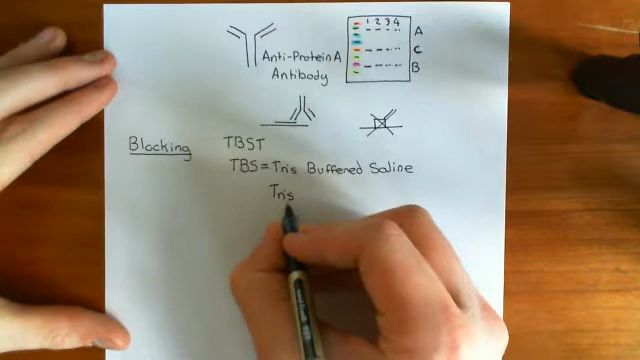 1 2 3 4
A
C
B
Anti-Protein A
Antibody
Blocking
TBST
TBS = Tris Buffered Saline
Tris